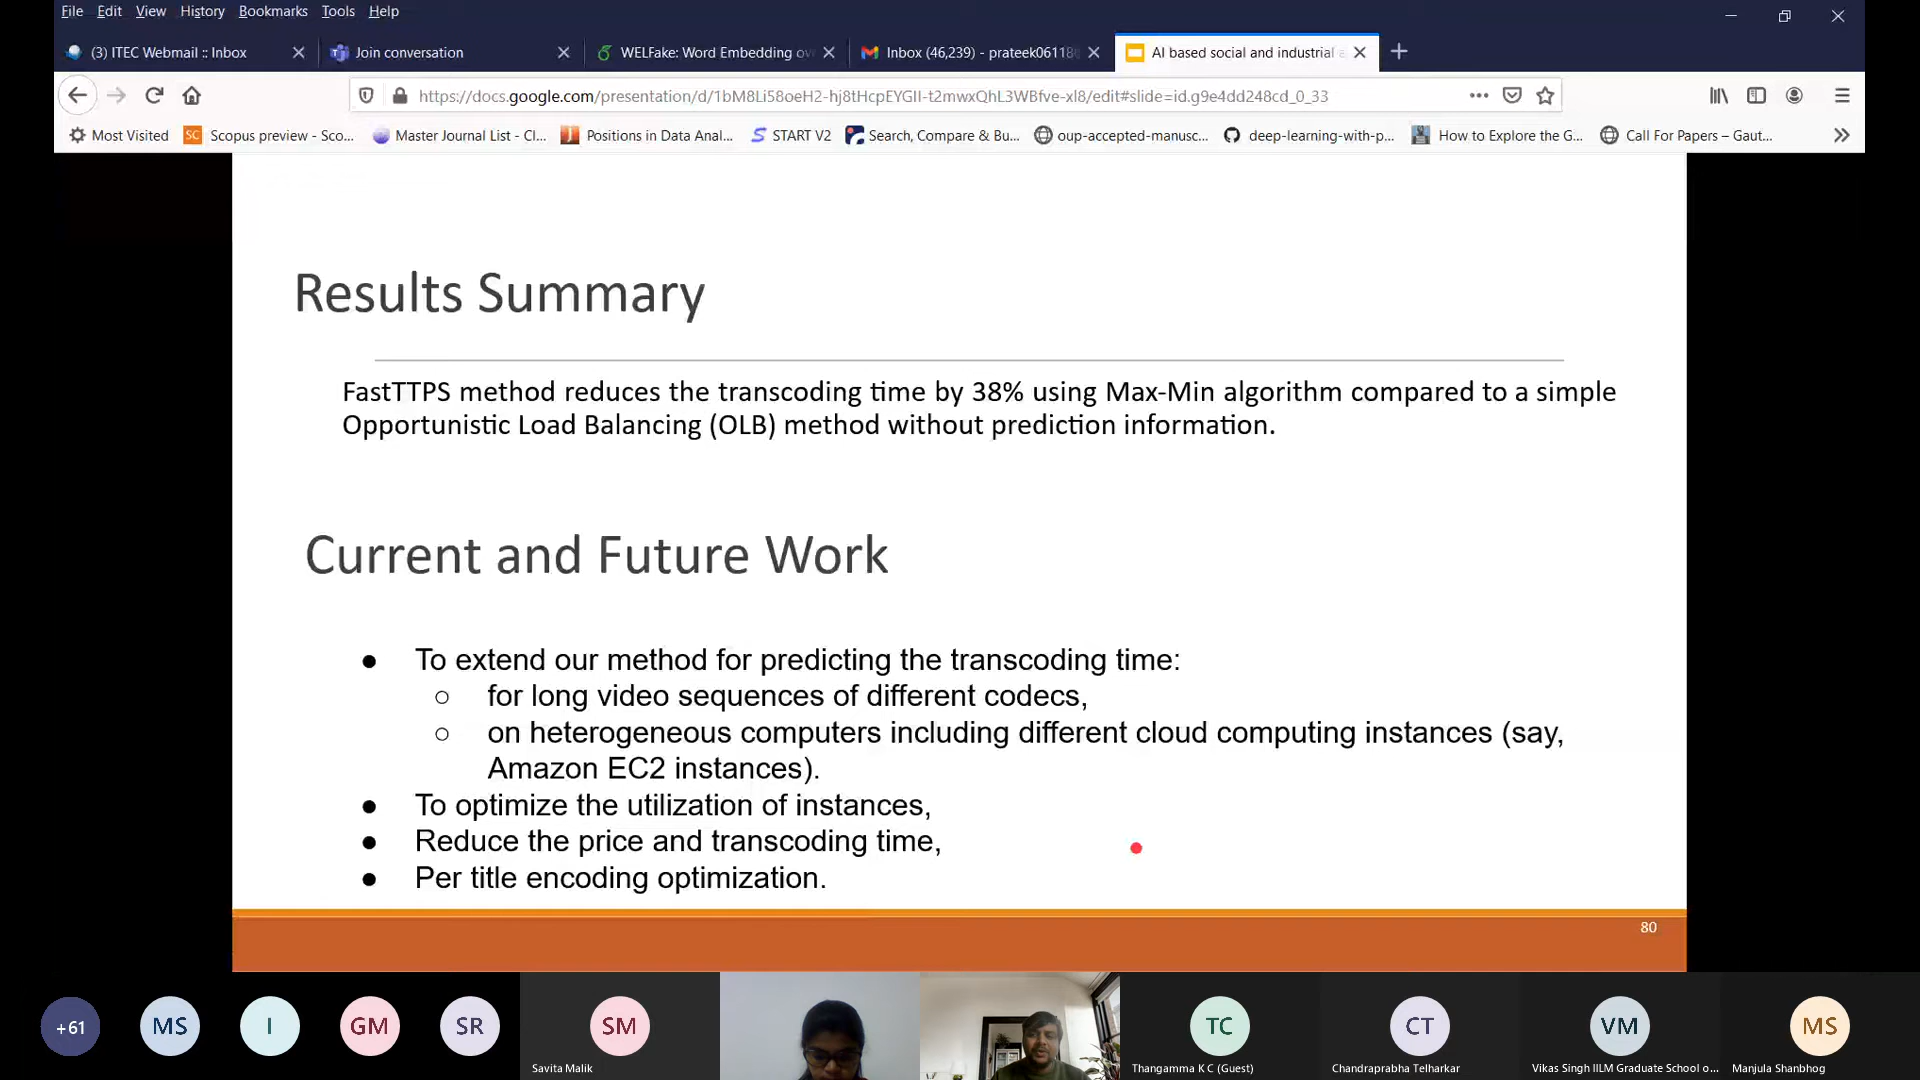 File Edit View History Bookmarks Tools Help
(3) ITEC Webmail :: Inbox
Join conversation
WELFake: Word Embedding ov
Inbox (46,239) - prateek06118
AI based social and industrial
https://docs.google.com/presentation/d/1bM8Li58oeH2-hj8tHcpEYGII-t2mwxQhL3WBfve-xl8/edit#slide=id.g9e4dd248cd_0_33
Most Visited
SC Scopus preview - Sco...
Master Journal List - Cl...
Positions in Data Anal...
START V2
Search, Compare & Bu...
oup-accepted-manusc...
deep-learning-with-p...
How to Explore the G...
Call For Papers – Gaut...
Results Summary
FastTTPS method reduces the transcoding time by 38% using Max-Min algorithm compared to a simple
Opportunistic Load Balancing (OLB) method without prediction information.
Current and Future Work
● To extend our method for predicting the transcoding time:
○ for long video sequences of different codecs,
○ on heterogeneous computers including different cloud computing instances (say,
Amazon EC2 instances).
● To optimize the utilization of instances,
● Reduce the price and transcoding time,
● Per title encoding optimization.
80
+61
MS
I
GM
SR
SM
TC
CT
VM
MS
Savita Malik
Thangamma K C (Guest)
Chandraprabha Telharkar
Vikas Singh IILM Graduate School o...
Manjula Shanbhog